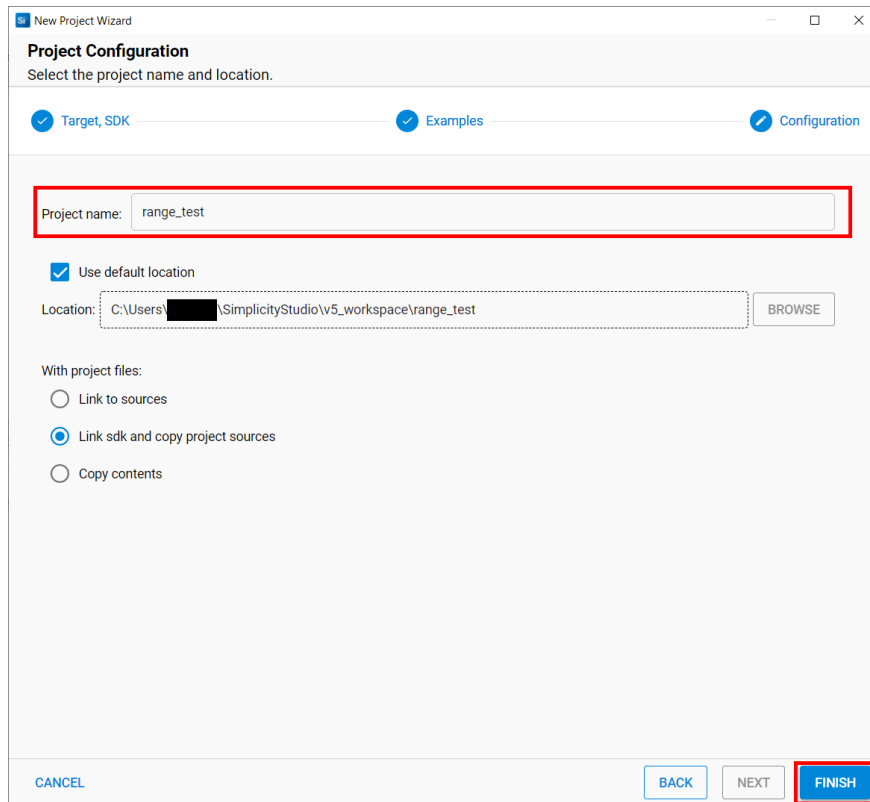 Si New Project Wizard
Project Configuration
Select the project name and location.
Target, SDK Examples Configuration
Project name: range_test
Use default location
Location: C:\Users\ \SimplicityStudio\v5_workspace\range_test BROWSE
With project files:
Link to sources
Link sdk and copy project sources
Copy contents
CANCEL BACK NEXT FINISH